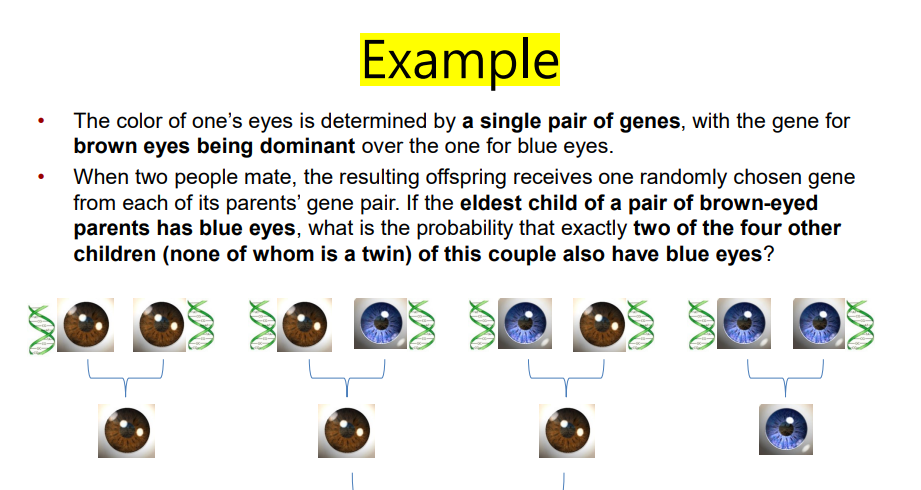 Example
• The color of one’s eyes is determined by a single pair of genes, with the gene for
brown eyes being dominant over the one for blue eyes.
• When two people mate, the resulting offspring receives one randomly chosen gene
from each of its parents’ gene pair. If the eldest child of a pair of brown-eyed
parents has blue eyes, what is the probability that exactly two of the four other
children (none of whom is a twin) of this couple also have blue eyes?